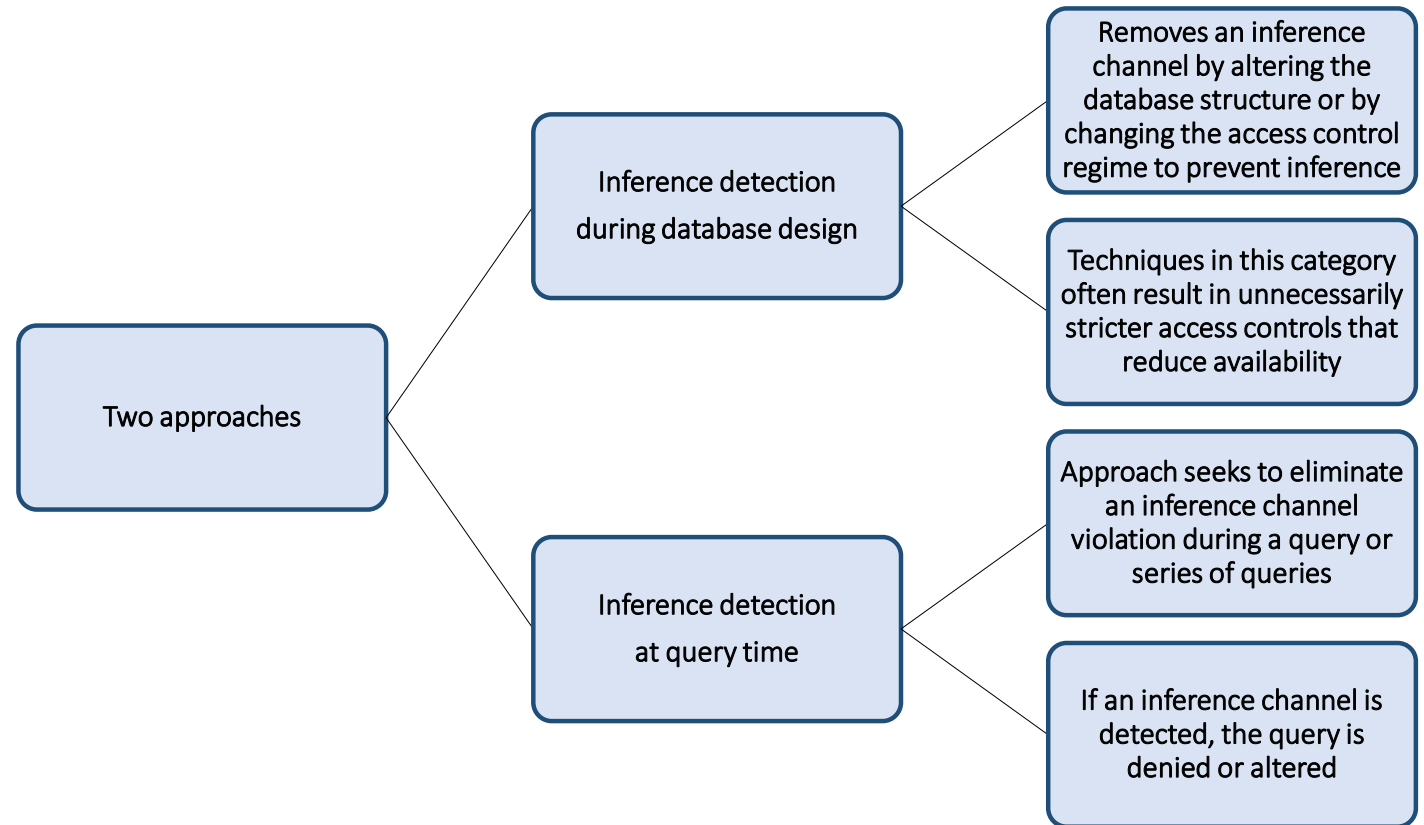 Two approaches
Inference detection
during database design
Removes an inference
channel by altering the
database structure or by
changing the access control
regime to prevent inference
Techniques in this category
often result in unnecessarily
stricter access controls that
reduce availability
Inference detection
at query time
Approach seeks to eliminate
an inference channel
violation during a query or
series of queries
If an inference channel is
detected, the query is
denied or altered